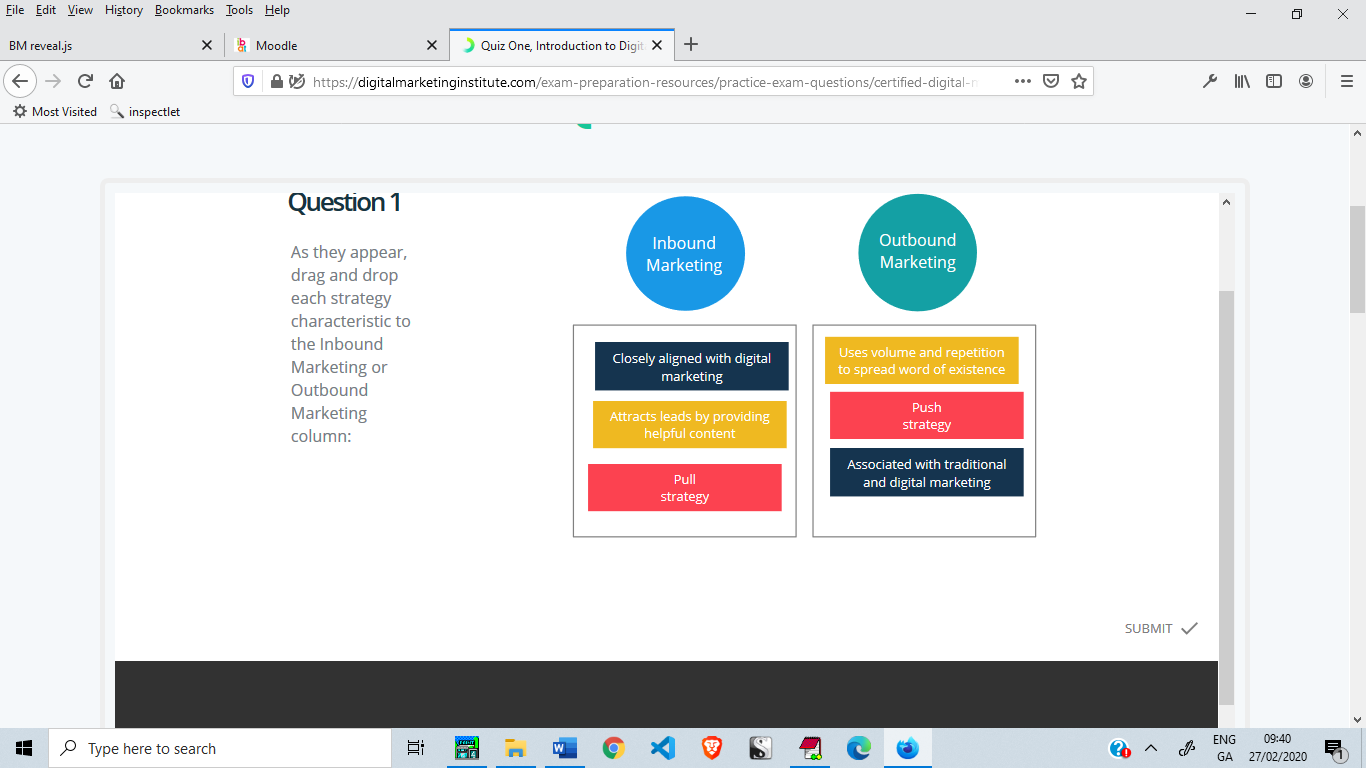 File Edit View History Bookmarks Tools Help
BM reveal.js
Moodle
Quiz One, Introduction to Digit
https://digitalmarketinginstitute.com/exam-preparation-resources/practice-exam-questions/certified-digital-m
Most Visited
inspectlet
Question 1
As they appear,
drag and drop
each strategy
characteristic to
the Inbound
Marketing or
Outbound
Marketing
column:
Inbound
Marketing
Closely aligned with digital
marketing
Attracts leads by providing
helpful content
Pull
strategy
Outbound
Marketing
Uses volume and repetition
to spread word of existence
Push
strategy
Associated with traditional
and digital marketing
SUBMIT
Type here to search
ENG
GA
09:40
27/02/2020
1